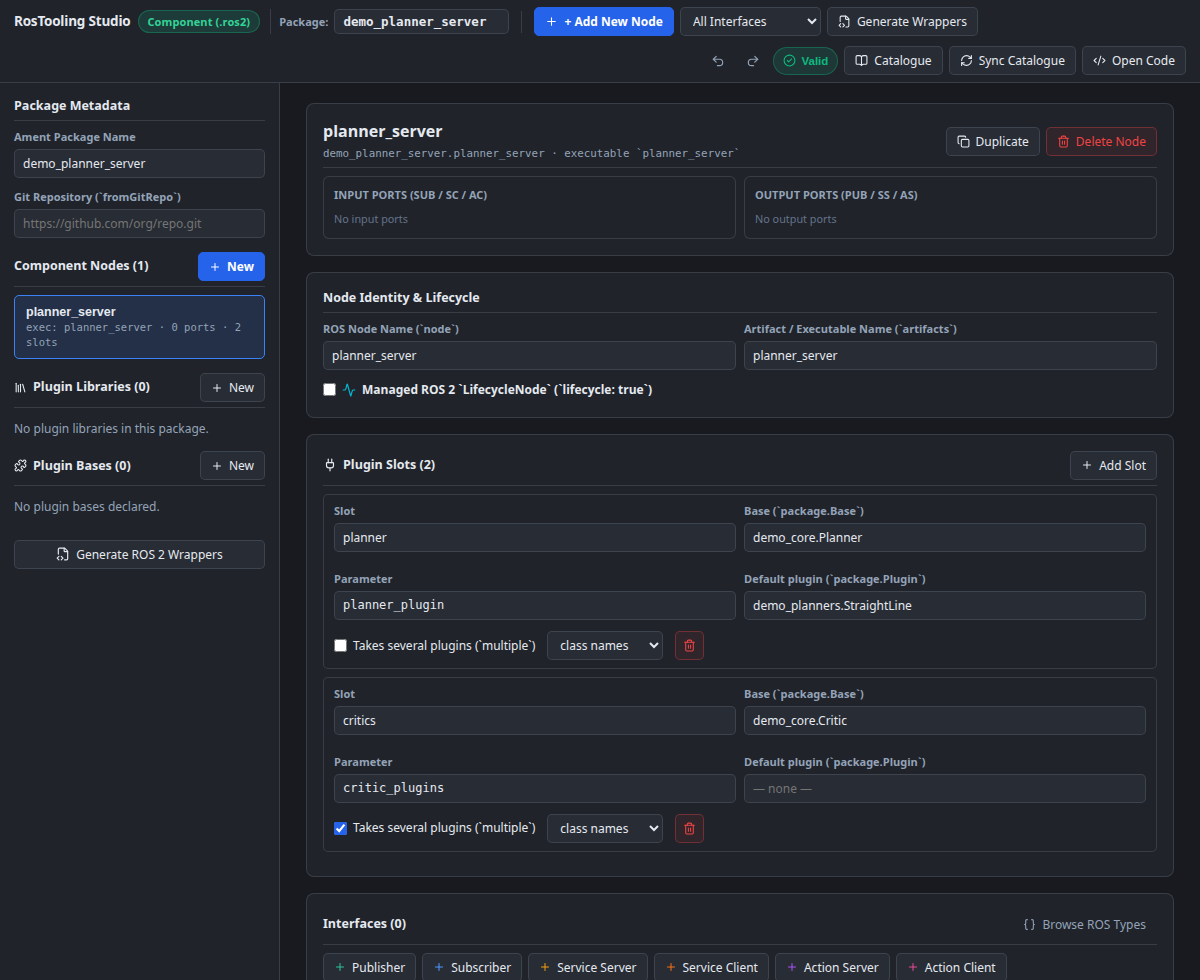 RosTooling Studio Component (.ros2) Package: demo_planner_server + Add New Node All Interfaces Generate Wrappers
Valid Catalogue Sync Catalogue Open Code
Package Metadata
Ament Package Name
demo_planner_server
Git Repository (`fromGitRepo`)
https://github.com/org/repo.git
Component Nodes (1) New
planner_server
exec: planner_server · 0 ports · 2
slots
Plugin Libraries (0) New
No plugin libraries in this package.
Plugin Bases (0) New
No plugin bases declared.
Generate ROS 2 Wrappers
planner_server
demo_planner_server.planner_server · executable `planner_server`
Duplicate Delete Node
INPUT PORTS (SUB / SC / AC)
No input ports
OUTPUT PORTS (PUB / SS / AS)
No output ports
Node Identity & Lifecycle
ROS Node Name (`node`) Artifact / Executable Name (`artifacts`)
planner_server planner_server
Managed ROS 2 `LifecycleNode` (`lifecycle: true`)
Plugin Slots (2) Add Slot
Slot Base (`package.Base`)
planner demo_core.Planner
Parameter Default plugin (`package.Plugin`)
planner_plugin demo_planners.StraightLine
Takes several plugins (`multiple`) class names
Slot Base (`package.Base`)
critics demo_core.Critic
Parameter Default plugin (`package.Plugin`)
critic_plugins — none —
Takes several plugins (`multiple`) class names
Interfaces (0) Browse ROS Types
Publisher Subscriber Service Server Service Client Action Server Action Client